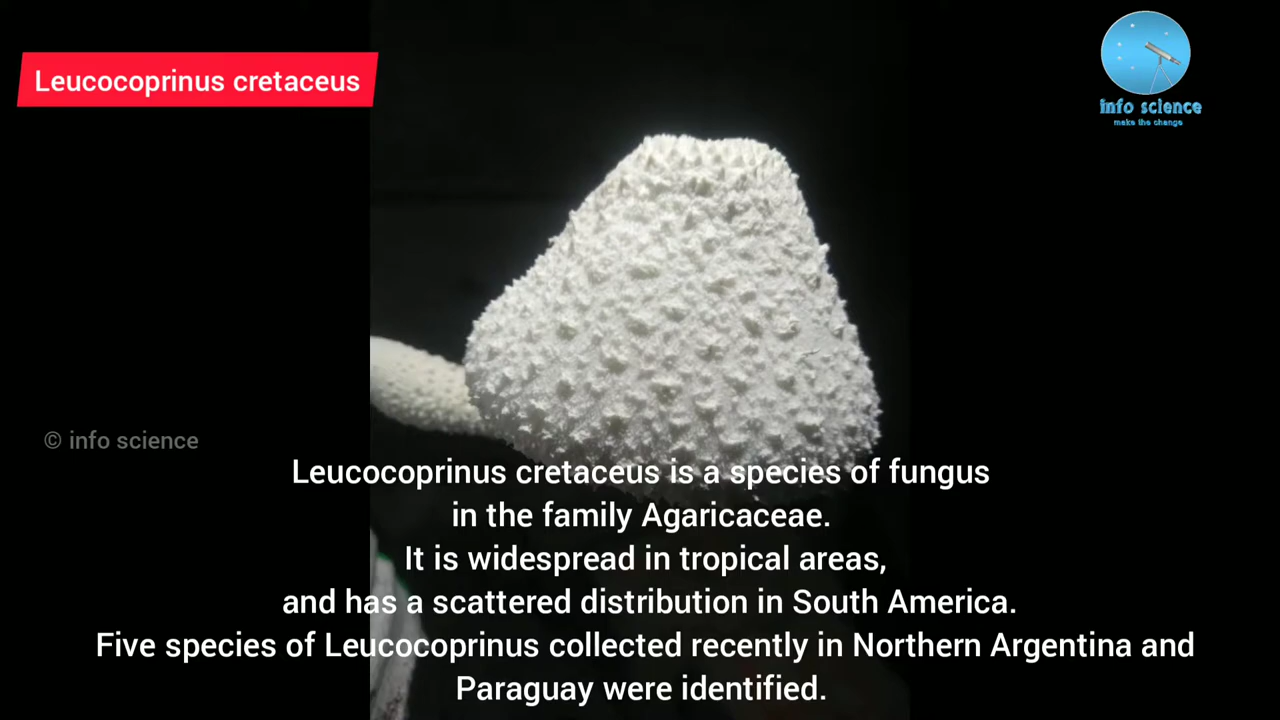 Leucocoprinus cretaceus
info science
make the change
© info science
Leucocoprinus cretaceus is a species of fungus
in the family Agaricaceae.
It is widespread in tropical areas,
and has a scattered distribution in South America.
Five species of Leucocoprinus collected recently in Northern Argentina and
Paraguay were identified.